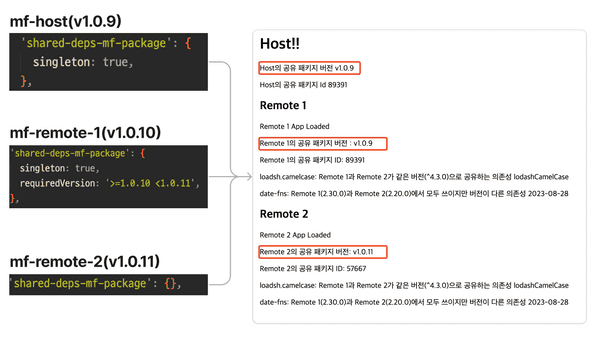 mf-host(v1.0.9)
'shared-deps-mf-package': {
singleton: true,
},
mf-remote-1(v1.0.10)
'shared-deps-mf-package': {
singleton: true,
requiredVersion: '>=1.0.10 <1.0.11',
},
mf-remote-2(v1.0.11)
'shared-deps-mf-package': {},
Host!!
Host의 공유 패키지 버전 v1.0.9
Host의 공유 패키지 Id 89391
Remote 1
Remote 1 App Loaded
Remote 1의 공유 패키지 버전 : v1.0.9
Remote 1의 공유 패키지 ID: 89391
loadsh.camelcase: Remote 1과 Remote 2가 같은 버전(^4.3.0)으로 공유하는 의존성 lodashCamelCase
date-fns: Remote 1(2.30.0)과 Remote 2(2.20.0)에서 모두 쓰이지만 버전이 다른 의존성 2023-08-28
Remote 2
Remote 2 App Loaded
Remote 2의 공유 패키지 버전: v1.0.11
Remote 2의 공유 패키지 ID: 57667
loadsh.camelcase: Remote 1과 Remote 2가 같은 버전(^4.3.0)으로 공유하는 의존성 lodashCamelCase
date-fns: Remote 1(2.30.0)과 Remote 2(2.20.0)에서 모두 쓰이지만 버전이 다른 의존성 2023-08-28